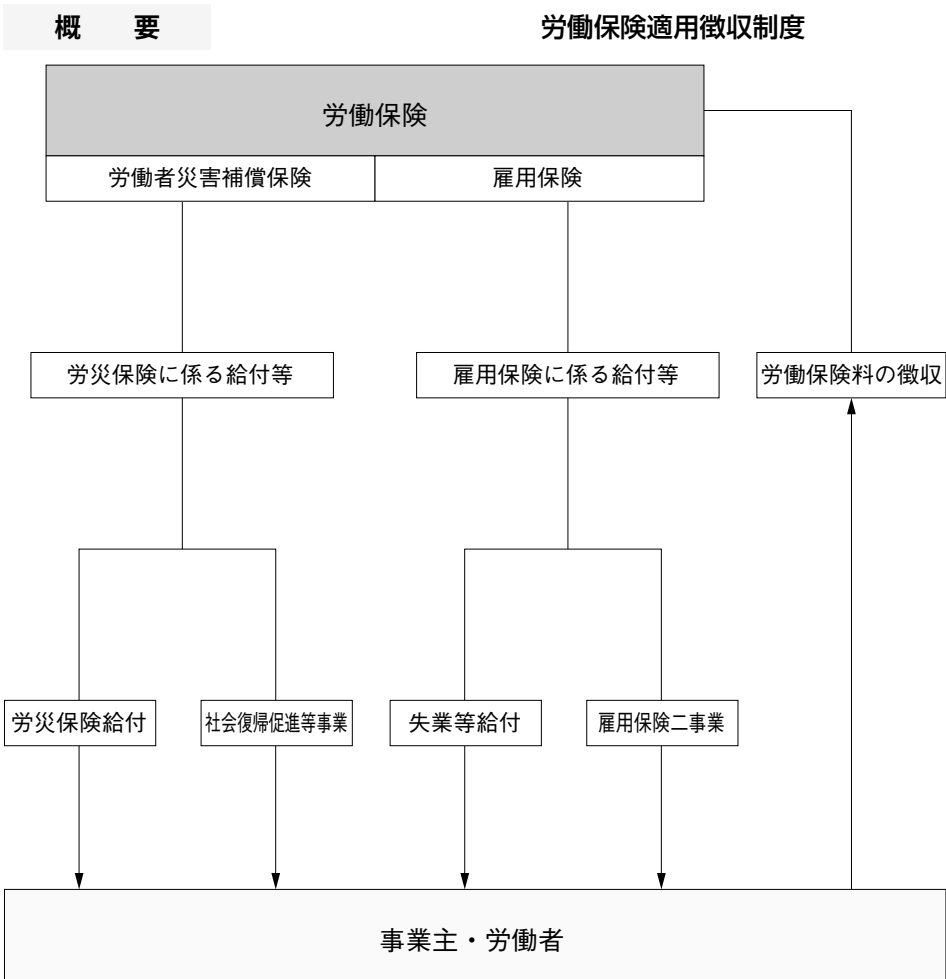 概　要
労働保険適用徴収制度
労働保険
労働者災害補償保険
雇用保険
労災保険に係る給付等
雇用保険に係る給付等
労働保険料の徴収
労災保険給付
社会復帰促進等事業
失業等給付
雇用保険二事業
事業主・労働者